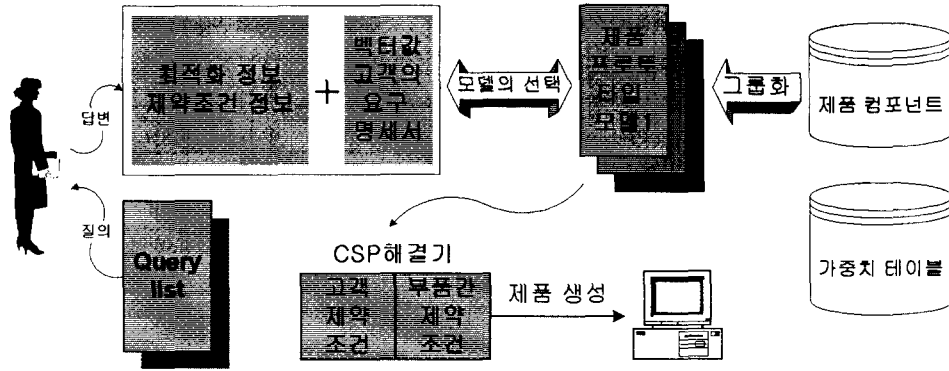 최적화 정보
제약조건 정보
+
벡터값
고객의
요구
명세서
모델의 선택
제품
프로토
타입
모델1
그룹화
제품 컴포넌트
답변
질의
Query
list
CSP해결기
고객
제약
조건
부품간
제약
조건
제품 생성
가중치 테이블